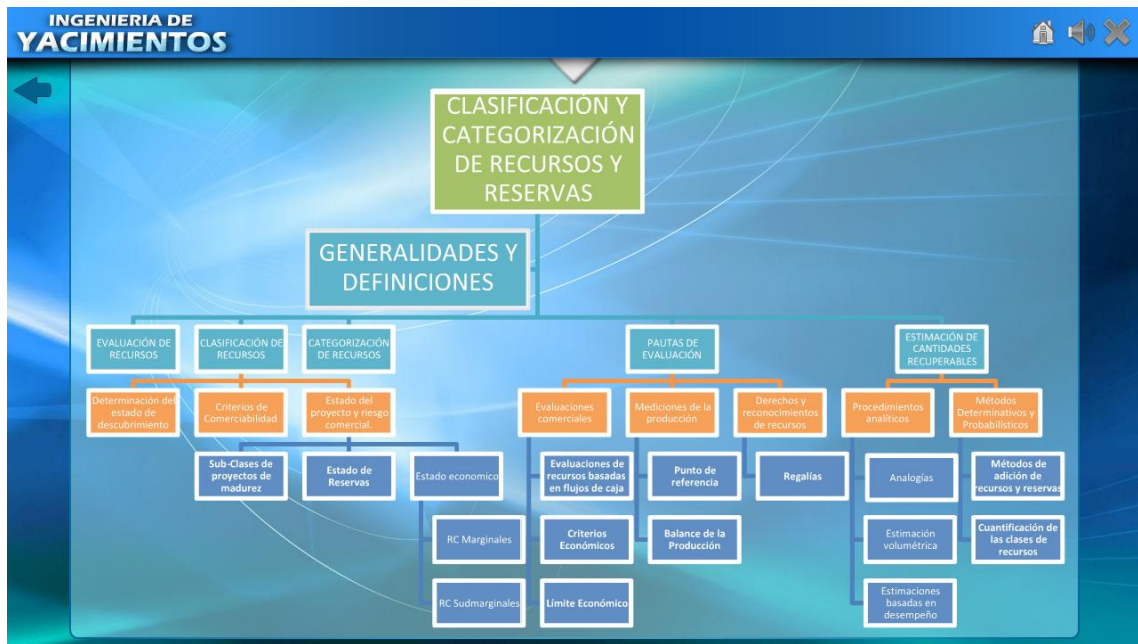 INGENIERIA DE
YACIMIENTOS
CLASIFICACIÓN Y
CATEGORIZACIÓN
DE RECURSOS Y
RESERVAS
GENERALIDADES Y
DEFINICIONES
EVALUACIÓN DE
RECURSOS
CLASIFICACIÓN DE
RECURSOS
CATEGORIZACIÓN
DE RECURSOS
PAUTAS DE
EVALUACIÓN
ESTIMACIÓN DE
CANTIDADES
RECUPERABLES
Determinación del
estado de
descubrimiento
Criterios de
Comerciabilidad
Estado del
proyecto y riesgo
comercial.
Evaluaciones
comerciales
Mediciones de la
producción
Derechos y
reconocimientos
de recursos
Procedimientos
analíticos
Métodos
Determinativos y
Probabilísticos
Sub-Clases de
proyectos de
madurez
Estado de
Reservas
Estado economico
Evaluaciones de
recursos basadas
en flujos de caja
Punto de
referencia
Regalías
Analogías
Métodos de
adición de
recursos y reservas
RC Marginales
Criterios
Económicos
Balance de la
Producción
Estimación
volumétrica
Cuantificación de
las clases de
recursos
RC Sudmarginales
Límite Económico
Estimaciones
basadas en
desempeño